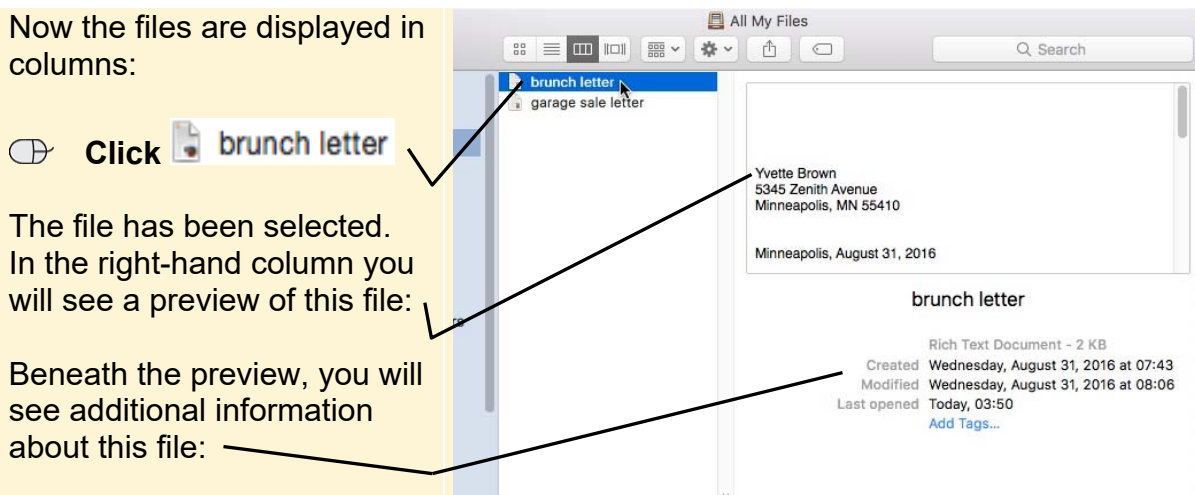 Now the files are displayed in
columns:
Click brunch letter
The file has been selected.
In the right-hand column you
will see a preview of this file:
Beneath the preview, you will
see additional information
about this file:
All My Files
Search
brunch letter
garage sale letter
Yvette Brown
5345 Zenith Avenue
Minneapolis, MN 55410
Minneapolis, August 31, 2016
brunch letter
Rich Text Document - 2 KB
Created Wednesday, August 31, 2016 at 07:43
Modified Wednesday, August 31, 2016 at 08:06
Last opened Today, 03:50
Add Tags...